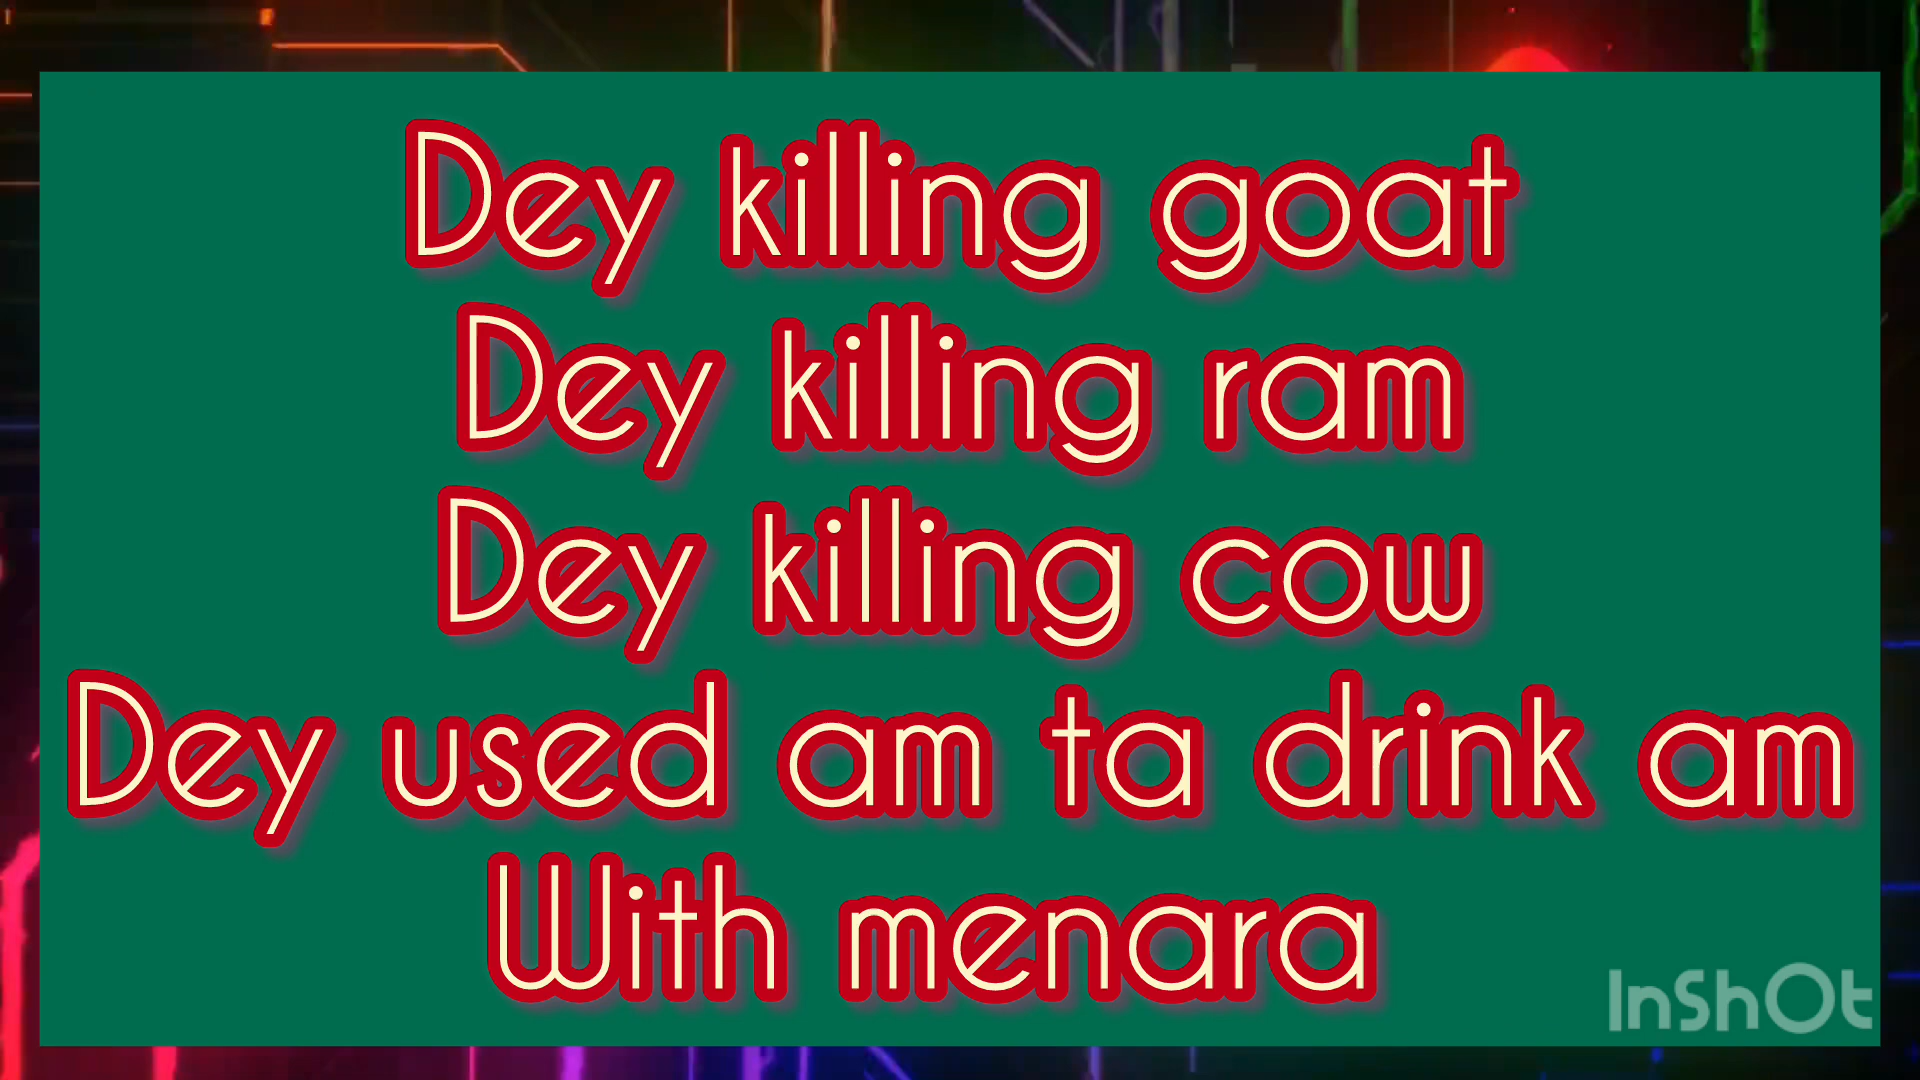 Dey killing goat
Dey killing ram
Dey killing cow
Dey used am ta drink am
With menara
InShOt